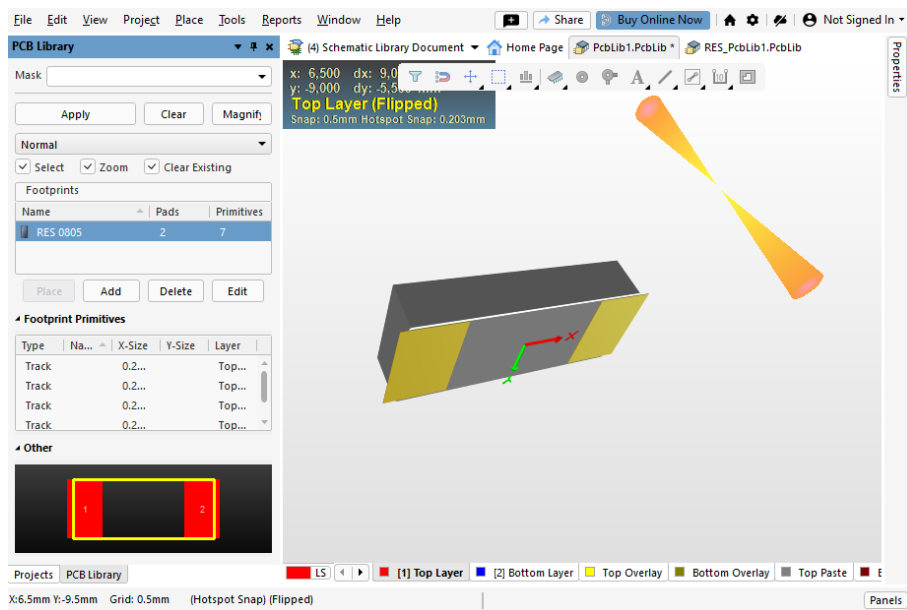 File Edit View Project Place Tools Reports Window Help Share Buy Online Now Not Signed In
PCB Library
(4) Schematic Library Document Home Page PcbLib1.PcbLib * RES_PcbLib1.PcbLib
Properties
Mask
x: 6,500 dx: 9,0
y: -9,000 dy: -5,50
Top Layer (Flipped)
Snap: 0.5mm Hotspot Snap: 0.203mm
Apply Clear Magnify
Normal
Select Zoom Clear Existing
Footprints
Name Pads Primitives
RES 0805 2 7
Place Add Delete Edit
Footprint Primitives
Type Na... X-Size Y-Size Layer
Track 0.2... Top...
Track 0.2... Top...
Track 0.2... Top...
Track 0.2... Top...
Other
1 2
X
Y
Projects PCB Library
LS [1] Top Layer [2] Bottom Layer Top Overlay Bottom Overlay Top Paste
X:6.5mm Y:-9.5mm Grid: 0.5mm (Hotspot Snap) (Flipped)
Panels